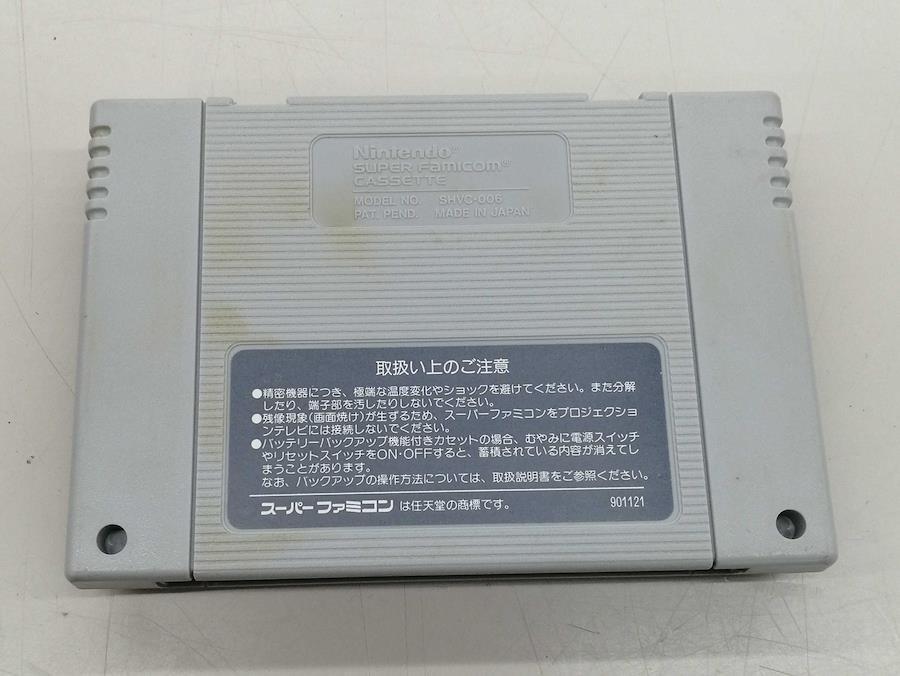 Nintendo®
SUPER Famicom®
CASSETTE
MODEL NO. SHVC-006
PAT. PEND. MADE IN JAPAN
取扱い上のご注意
●精密機器につき、極端な温度変化やショックを避けてください。また分解
したり、端子部を汚したりしないでください。
●残像現象(画面焼け)が生ずるため、スーパーファミコンをプロジェクショ
ンテレビには接続しないでください。
●バッテリーバックアップ機能付きカセットの場合、むやみに電源スイッチ
やリセットスイッチをON・OFFすると、蓄積されている内容が消えてし
まうことがあります。
なお、バックアップの操作方法については、取扱説明書をご参照ください。
スーパーファミコン は任天堂の商標です。 901121